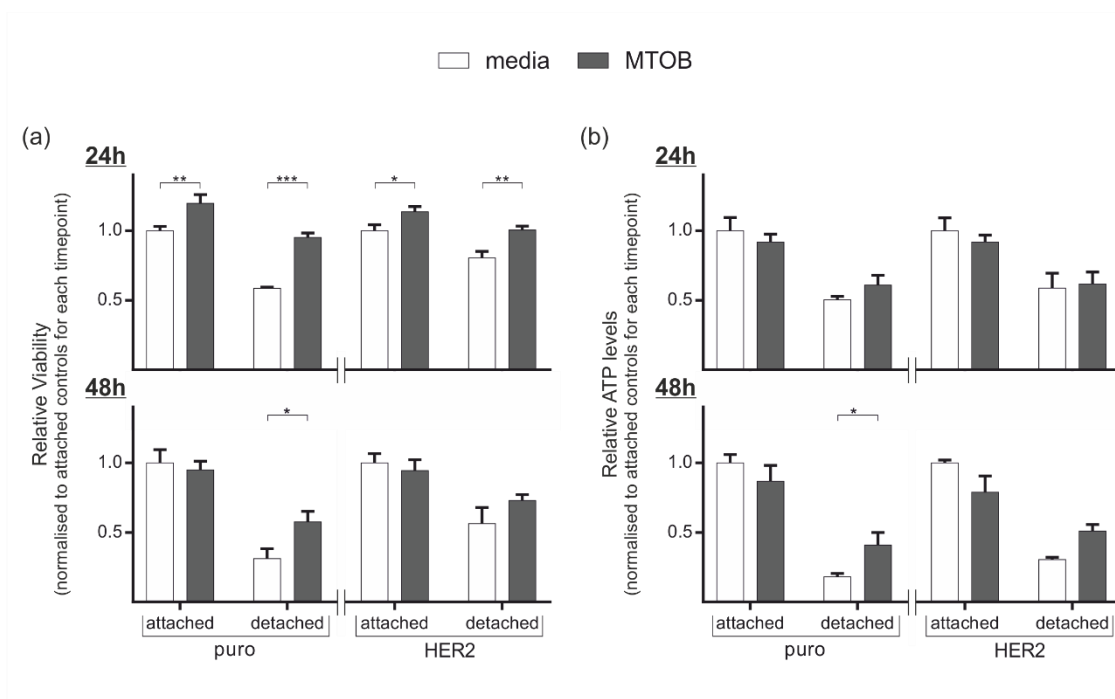 media MTOB
(a)
24h
** *** * **
1.0
0.5
48h
*
1.0
0.5
Relative Viability
(normalised to attached controls for each timepoint)
attached detached attached detached
puro HER2
(b)
24h
1.0
0.5
48h
*
1.0
0.5
Relative ATP levels
(normalised to attached controls for each timepoint)
attached detached attached detached
puro HER2